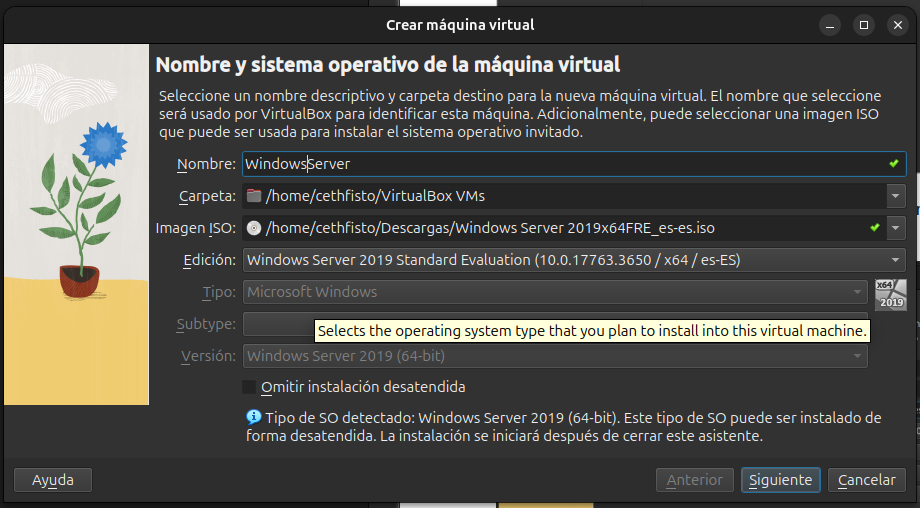 Crear máquina virtual
Nombre y sistema operativo de la máquina virtual
Seleccione un nombre descriptivo y carpeta destino para la nueva máquina virtual. El nombre que seleccione
será usado por VirtualBox para identificar esta máquina. Adicionalmente, puede seleccionar una imagen ISO
que puede ser usada para instalar el sistema operativo invitado.
Nombre: WindowsServer
Carpeta: /home/cethfisto/VirtualBox VMs
Imagen ISO: /home/cethfisto/Descargas/Windows Server 2019x64FRE_es-es.iso
Edición: Windows Server 2019 Standard Evaluation (10.0.17763.3650 / x64 / es-ES)
Tipo: Microsoft Windows
x64
2019
Subtype:
Selects the operating system type that you plan to install into this virtual machine.
Versión: Windows Server 2019 (64-bit)
Omitir instalación desatendida
Tipo de SO detectado: Windows Server 2019 (64-bit). Este tipo de SO puede ser instalado de
forma desatendida. La instalación se iniciará después de cerrar este asistente.
Ayuda Anterior Siguiente Cancelar